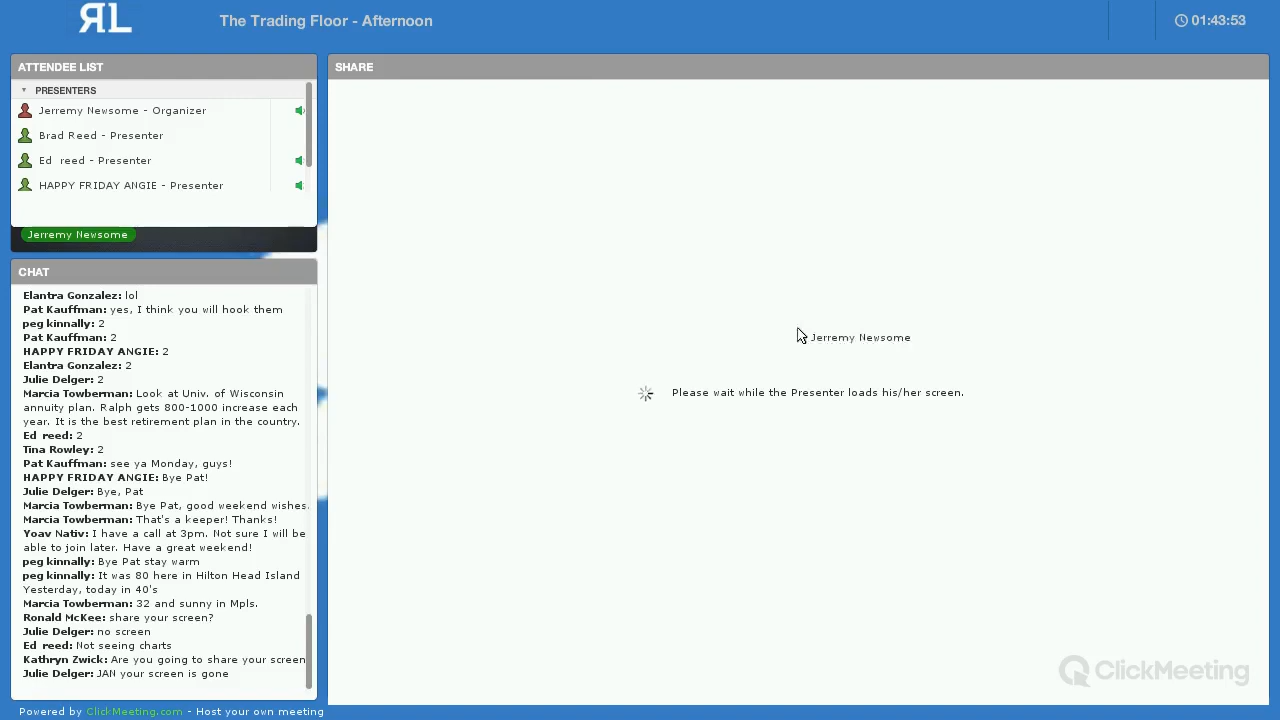 ЯL
The Trading Floor - Afternoon
01:43:53
ATTENDEE LIST
PRESENTERS
Jerremy Newsome - Organizer
Brad Reed - Presenter
Ed reed - Presenter
HAPPY FRIDAY ANGIE - Presenter
Jerremy Newsome
CHAT
Elantra Gonzalez: lol
Pat Kauffman: yes, I think you will hook them
peg kinnally: 2
Pat Kauffman: 2
HAPPY FRIDAY ANGIE: 2
Elantra Gonzalez: 2
Julie Delger: 2
Marcia Towberman: Look at Univ. of Wisconsin
annuity plan. Ralph gets 800-1000 increase each
year. It is the best retirement plan in the country.
Ed reed: 2
Tina Rowley: 2
Pat Kauffman: see ya Monday, guys!
HAPPY FRIDAY ANGIE: Bye Pat!
Julie Delger: Bye, Pat
Marcia Towberman: Bye Pat, good weekend wishes.
Marcia Towberman: That's a keeper! Thanks!
Yoav Nativ: I have a call at 3pm. Not sure I will be
able to join later. Have a great weekend!
peg kinnally: Bye Pat stay warm
peg kinnally: It was 80 here in Hilton Head Island
Yesterday, today in 40's
Marcia Towberman: 32 and sunny in Mpls.
Ronald McKee: share your screen?
Julie Delger: no screen
Ed reed: Not seeing charts
Kathryn Zwick: Are you going to share your screen
Julie Delger: JAN your screen is gone
Powered by ClickMeeting.com - Host your own meeting
SHARE
Jerremy Newsome
Please wait while the Presenter loads his/her screen.
ClickMeeting